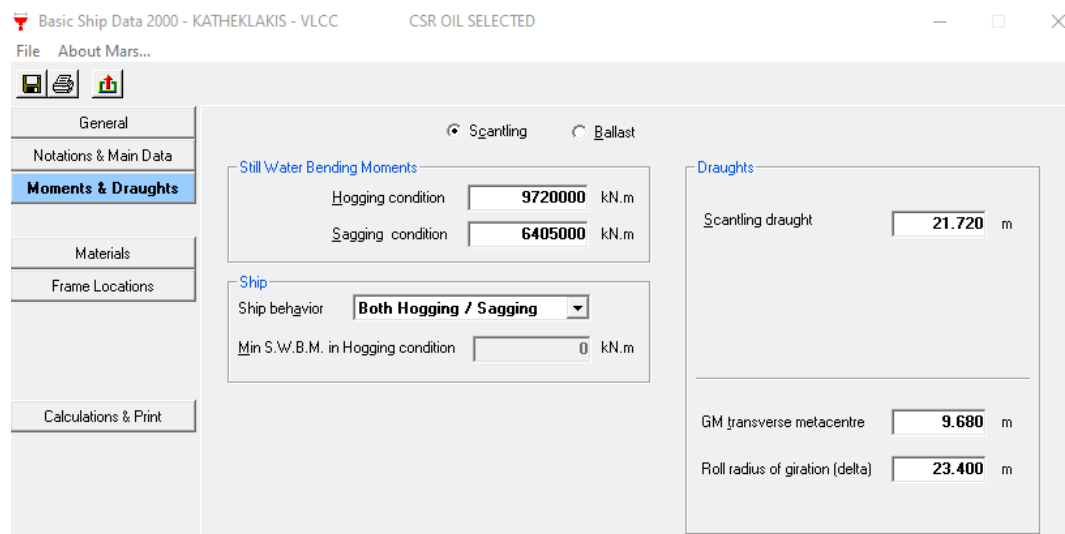 Basic Ship Data 2000 - KATHEKLAKIS - VLCC CSR OIL SELECTED
File About Mars...
General
Notations & Main Data
Moments & Draughts
Materials
Frame Locations
Calculations & Print
Scantling Ballast
Still Water Bending Moments
Hogging condition 9720000 kN.m
Sagging condition 6405000 kN.m
Ship
Ship behavior Both Hogging / Sagging
Min S.W.B.M. in Hogging condition 0 kN.m
Draughts
Scantling draught 21.720 m
GM transverse metacentre 9.680 m
Roll radius of giration (delta) 23.400 m